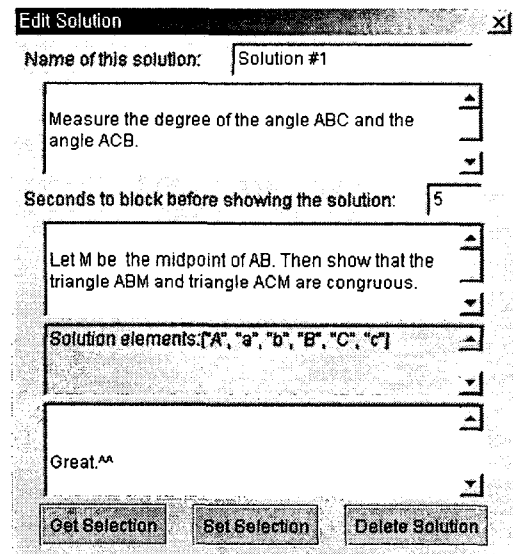 Edit Solution
Name of this solution: Solution #1
Measure the degree of the angle ABC and the
angle ACB.
Seconds to block before showing the solution: 5
Let M be the midpoint of AB. Then show that the
triangle ABM and triangle ACM are congruous.
Solution elements:["A", "a", "b", "B", "C", "c"]
Great.^^
Get Selection Set Selection Delete Solution